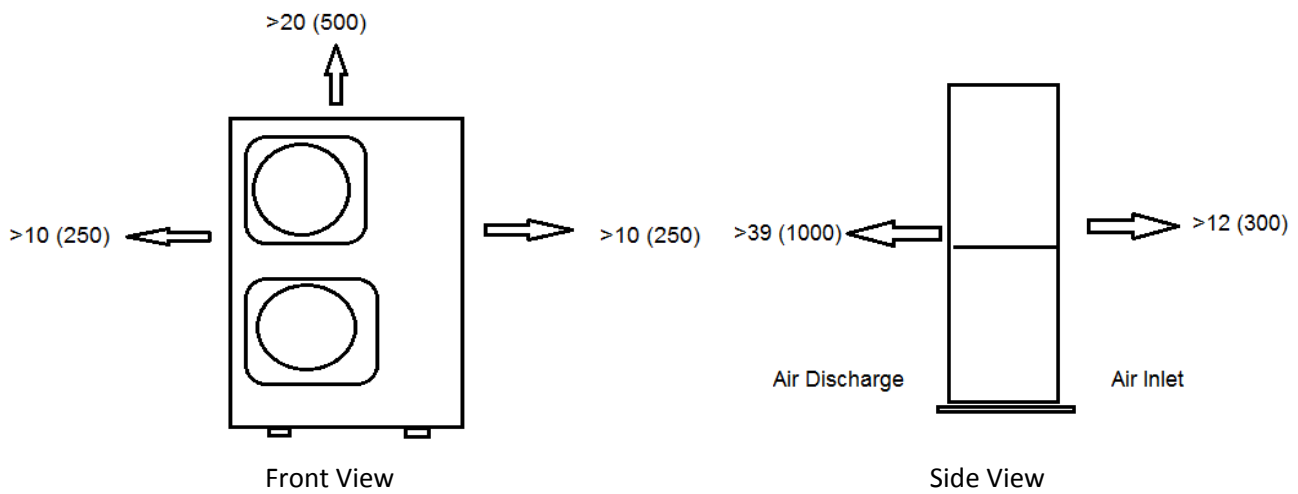 >20 (500)
>10 (250)
>10 (250)
>39 (1000)
>12 (300)
Air Discharge
Air Inlet
Front View
Side View